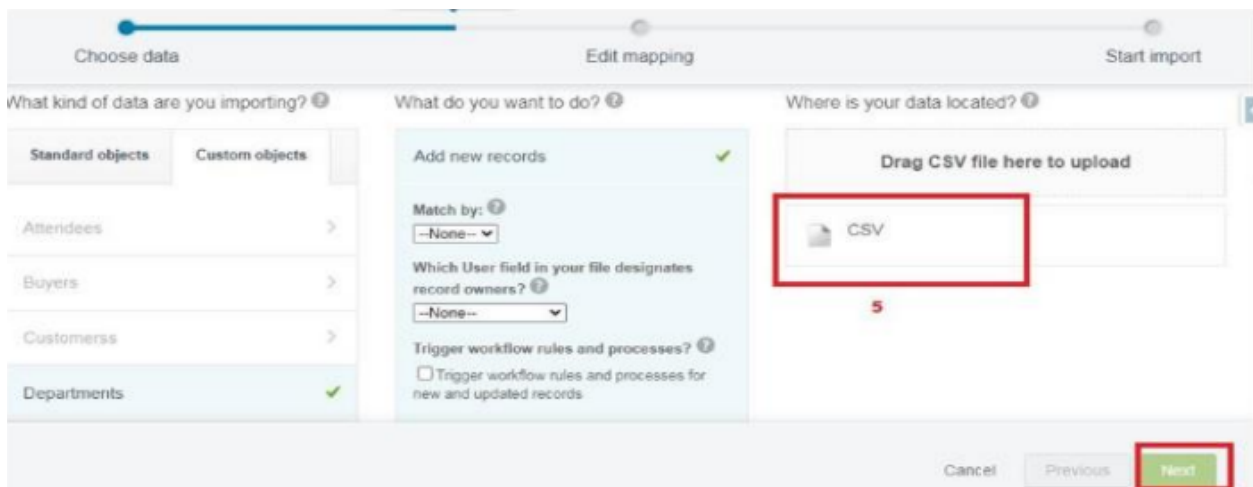 Choose data
Edit mapping
Start import
What kind of data are you importing?
Standard objects
Custom objects
Attendees
Buyers
Customerss
Departments
What do you want to do?
Add new records
Match by:
--None--
Which User field in your file designates
record owners?
--None--
Trigger workflow rules and processes?
Trigger workflow rules and processes for
new and updated records
Where is your data located?
Drag CSV file here to upload
CSV
5
Cancel
Previous
Next